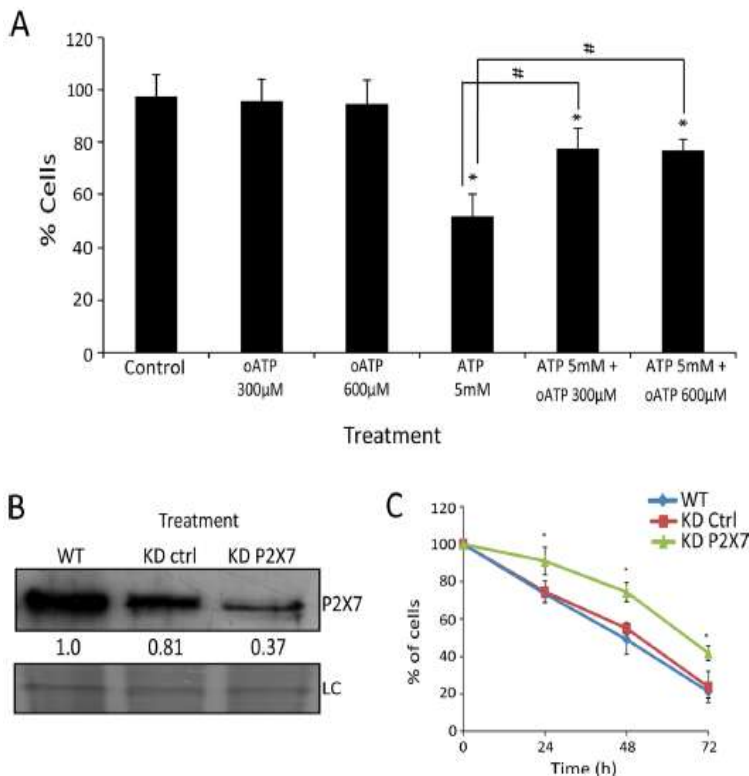 A
120
100
80
60
40
20
0
% Cells
#
#
*
*
*
Control
oATP 300µM
oATP 600µM
ATP 5mM
ATP 5mM + oATP 300µM
ATP 5mM + oATP 600µM
Treatment
B
Treatment
WT KD ctrl KD P2X7
P2X7
1.0 0.81 0.37
LC
C
WT
KD Ctrl
KD P2X7
120
100
80
60
40
20
0
% of cells
*
*
*
0 24 48 72
Time (h)